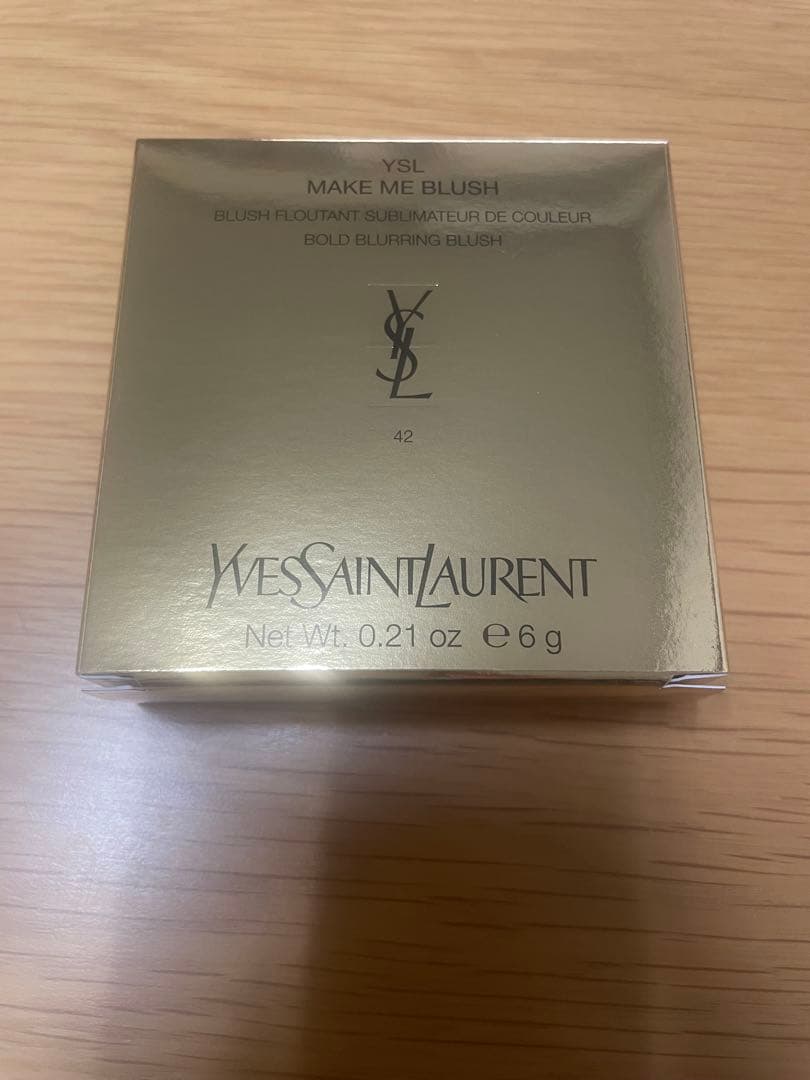 YSL
MAKE ME BLUSH
BLUSH FLOUTANT SUBLIMATEUR DE COULEUR
BOLD BLURRING BLUSH
YSL
42
YVESSAINTLAURENT
Net Wt. 0.21 oz ℮ 6 g